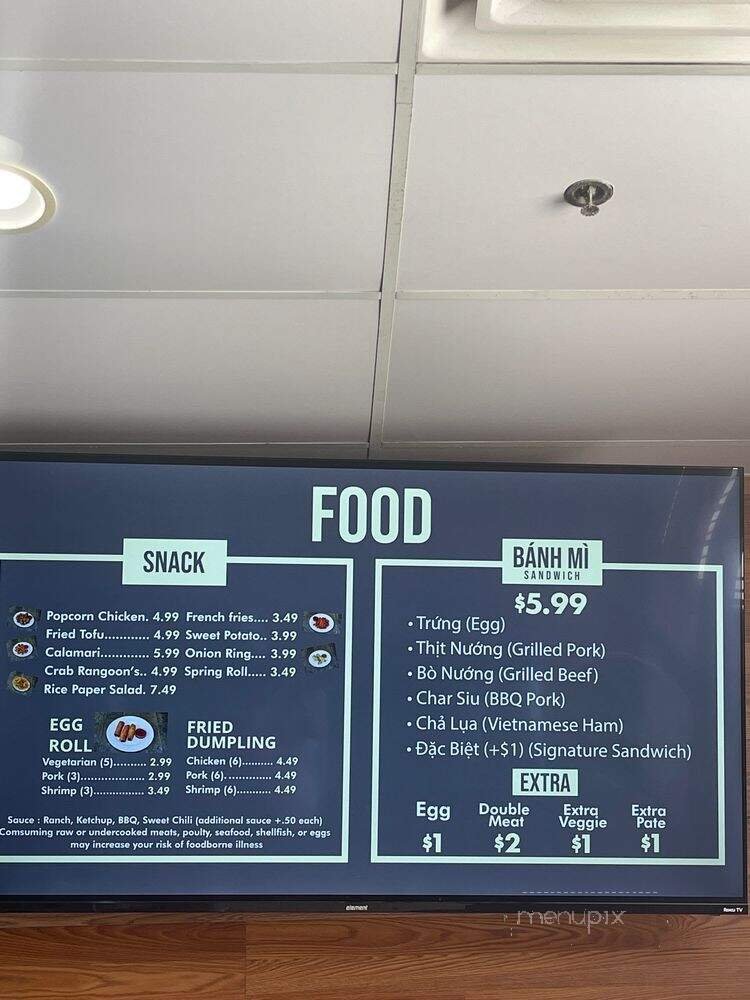 FOOD
SNACK
Popcorn Chicken. 4.99 French fries.... 3.49
Fried Tofu............ 4.99 Sweet Potato.. 3.99
Calamari............. 5.99 Onion Ring.... 3.99
Crab Rangoon's.. 4.99 Spring Roll..... 3.49
Rice Paper Salad. 7.49
EGG
ROLL
Vegetarian (5).......... 2.99
Pork (3)..................... 2.99
Shrimp (3)................. 3.49
FRIED
DUMPLING
Chicken (6).......... 4.49
Pork (6)............... 4.49
Shrimp (6)........... 4.49
Sauce : Ranch, Ketchup, BBQ, Sweet Chili (additional sauce +.50 each)
Comsuming raw or undercooked meats, poulty, seafood, shellfish, or eggs
may increase your risk of foodborne illness
BÁNH MÌ
SANDWICH
$5.99
• Trứng (Egg)
• Thịt Nướng (Grilled Pork)
• Bò Nướng (Grilled Beef)
• Char Siu (BBQ Pork)
• Chả Lụa (Vietnamese Ham)
• Đặc Biệt (+$1) (Signature Sandwich)
EXTRA
Egg
$1
Double
Meat
$2
Extra
Veggie
$1
Extra
Pate
$1
element
Roku TV
menupix